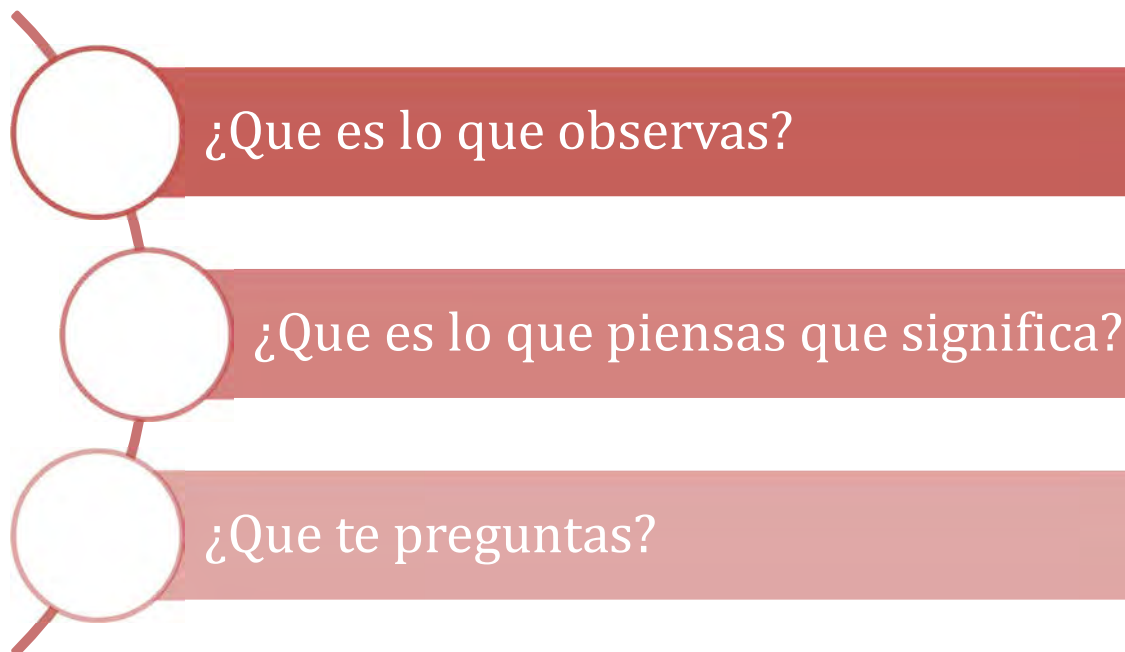 ¿Que es lo que observas?
¿Que es lo que piensas que significa?
¿Que te preguntas?